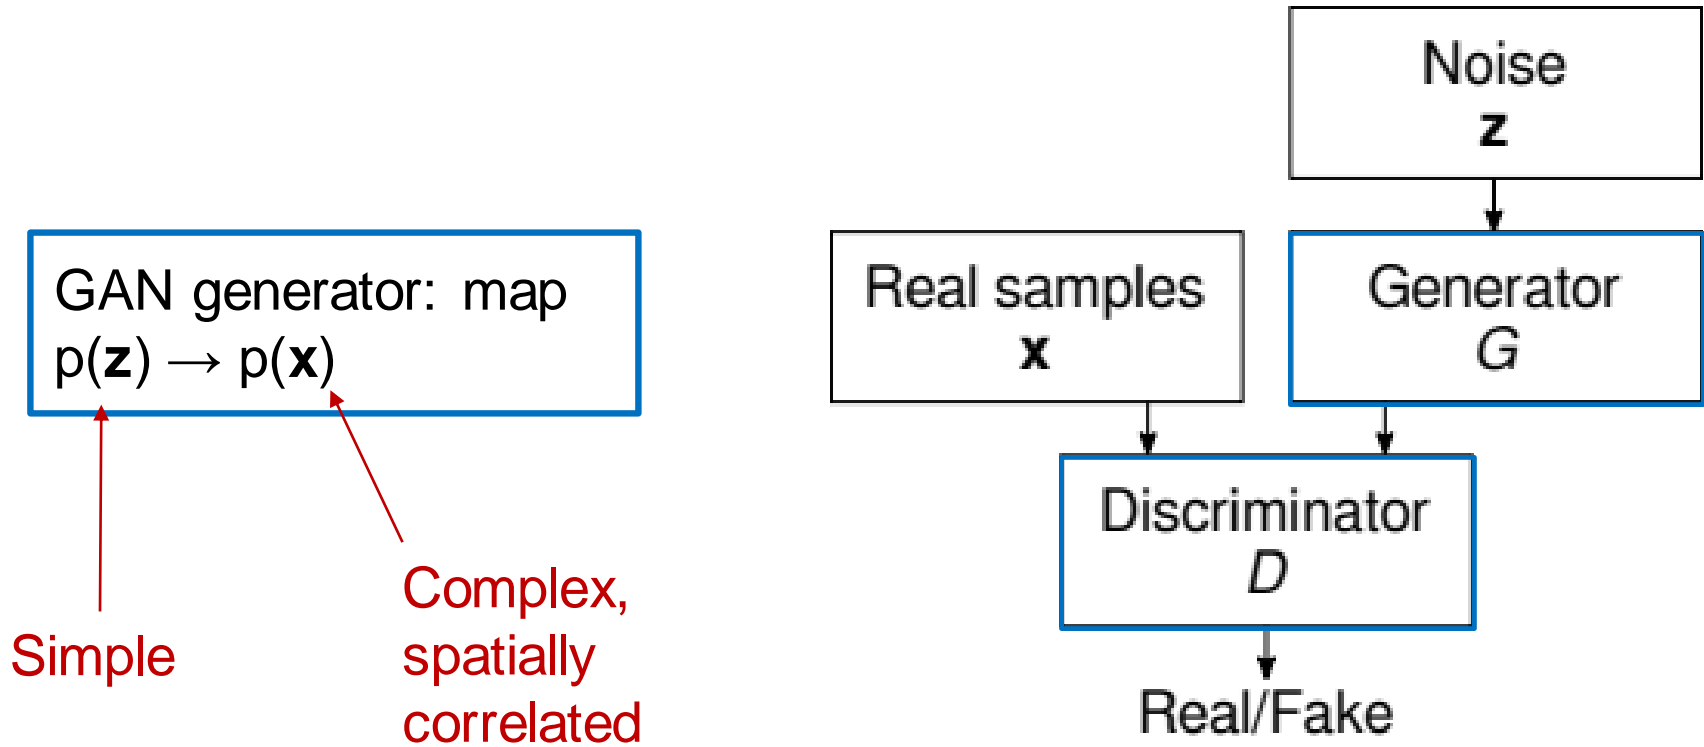 GAN generator: map
p(z) → p(x)
Simple
Complex,
spatially
correlated
Noise
z
Real samples
x
Generator
G
Discriminator
D
Real/Fake